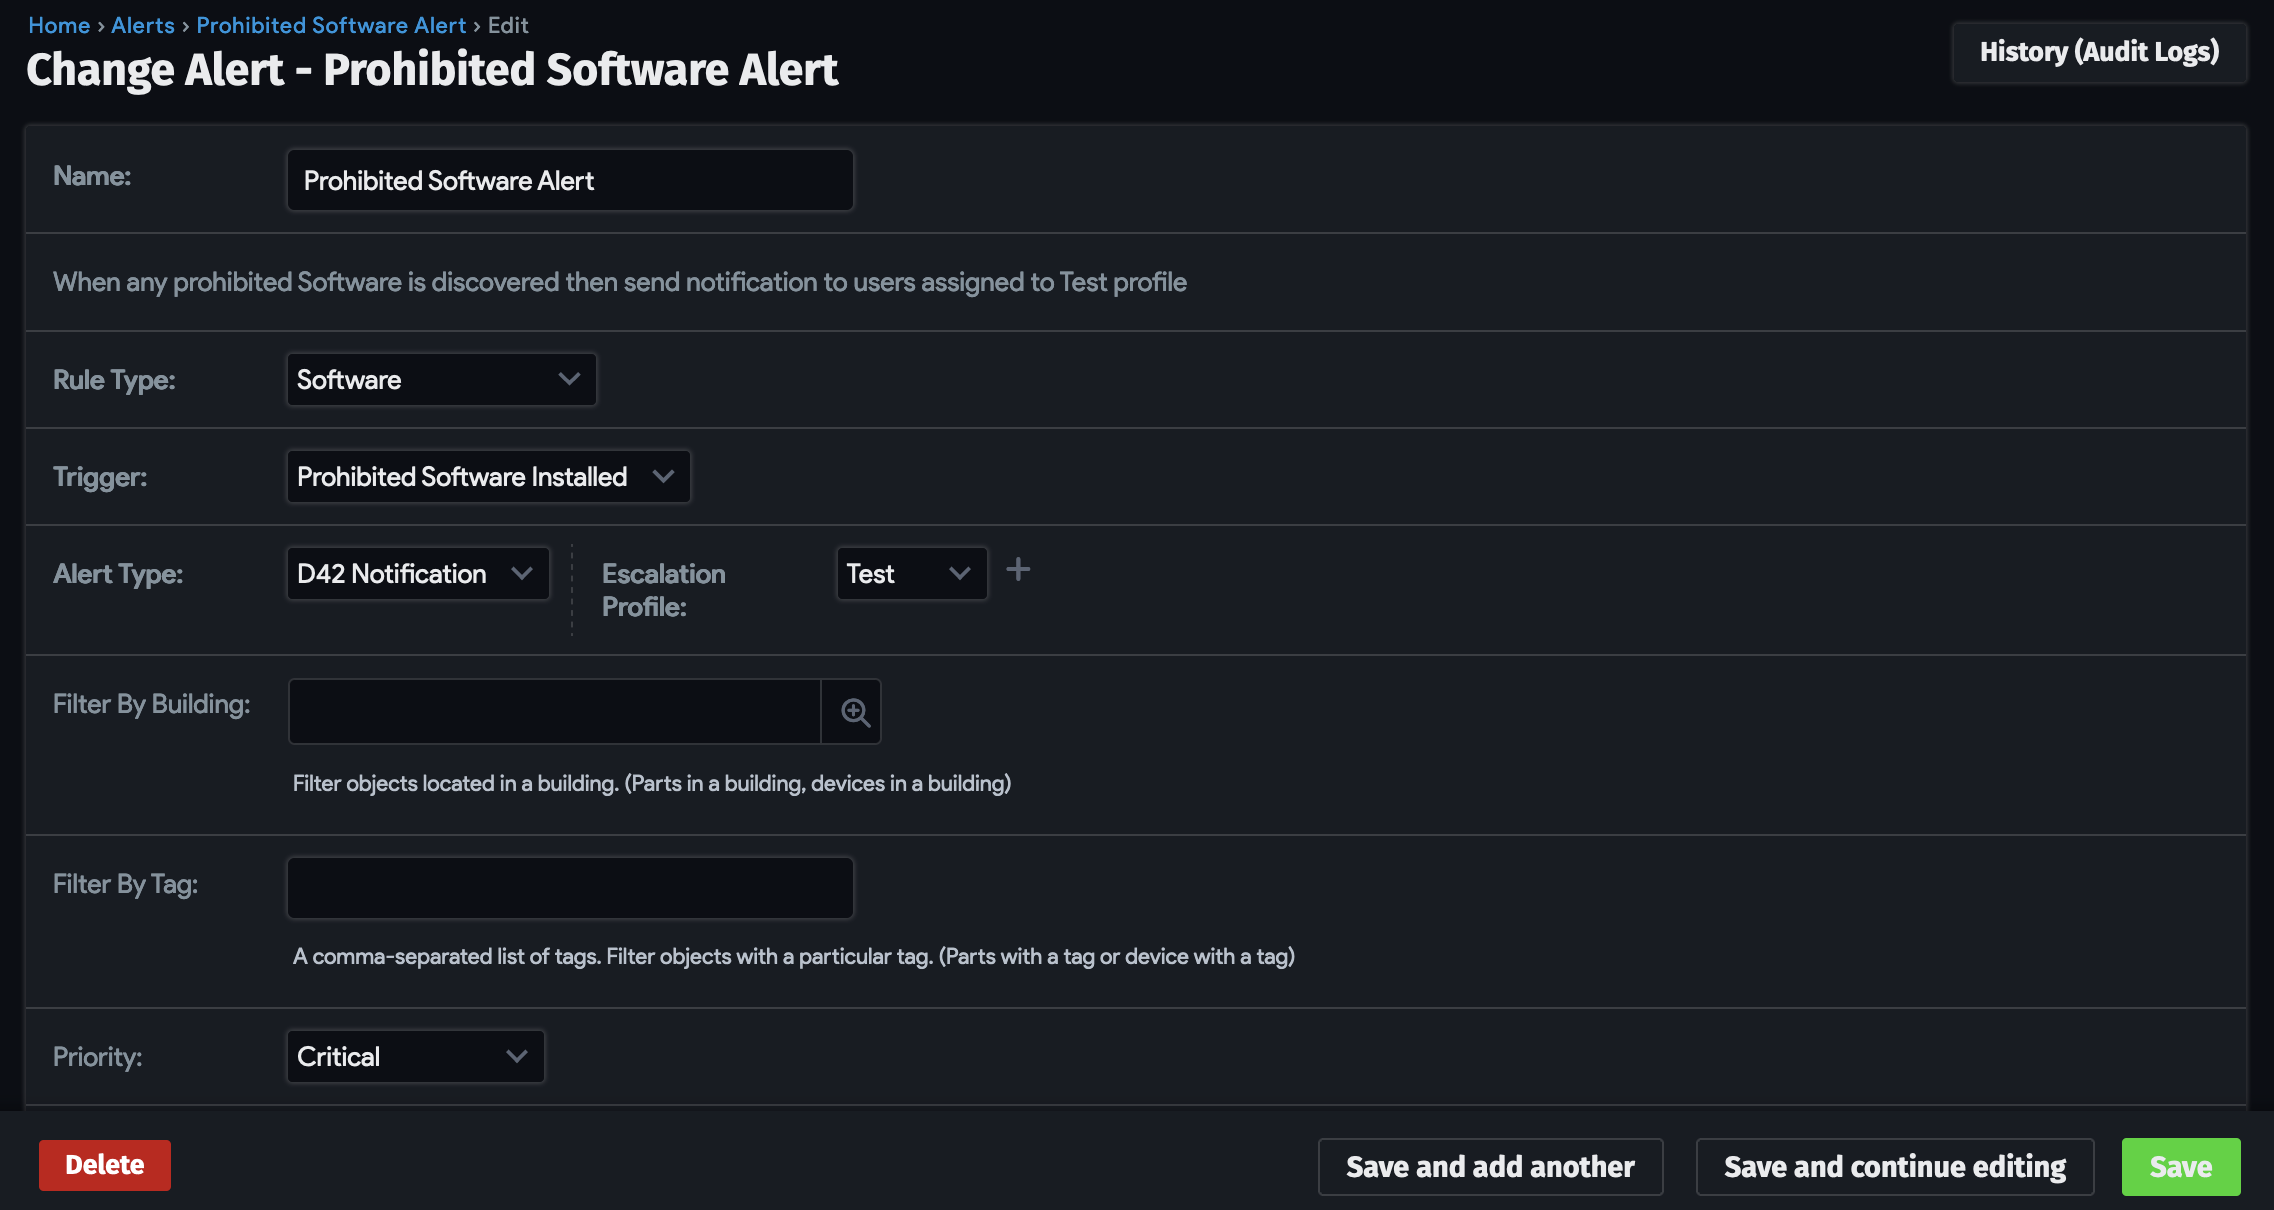 Home › Alerts › Prohibited Software Alert › Edit
Change Alert - Prohibited Software Alert
History (Audit Logs)
Name: Prohibited Software Alert
When any prohibited Software is discovered then send notification to users assigned to Test profile
Rule Type: Software
Trigger: Prohibited Software Installed
Alert Type: D42 Notification
Escalation
Profile:
Test
Filter By Building:
Filter objects located in a building. (Parts in a building, devices in a building)
Filter By Tag:
A comma-separated list of tags. Filter objects with a particular tag. (Parts with a tag or device with a tag)
Priority: Critical
Delete
Save and add another
Save and continue editing
Save